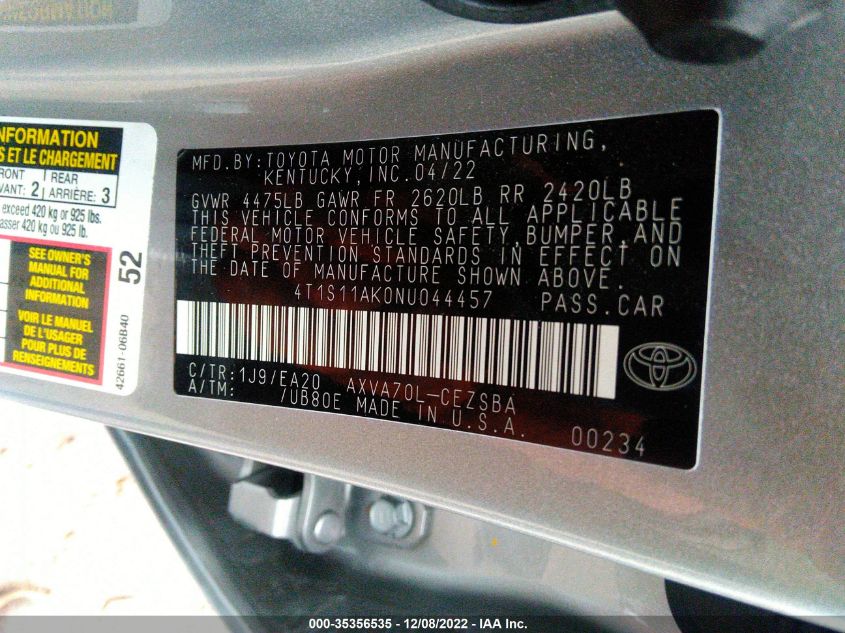 NFORMATION
S ET LE CHARGEMENT
FRONT
VANT: 2
REAR
ARRIÈRE: 3
exceed 420 kg or 925 lbs.
asser 420 kg ou 925 lb.
SEE OWNER'S
MANUAL FOR
ADDITIONAL
INFORMATION
VOIR LE MANUEL
DE L'USAGER
POUR PLUS DE
RENSEIGNEMENTS
52
42661-06B40
MFD. BY: TOYOTA MOTOR MANUFACTURING,
KENTUCKY, INC. 04/22
GVWR 4475LB GAWR FR 2620LB RR 2420LB
THIS VEHICLE CONFORMS TO ALL APPLICABLE
FEDERAL MOTOR VEHICLE SAFETY, BUMPER, AND
THEFT PREVENTION STANDARDS IN EFFECT ON
THE DATE OF MANUFACTURE SHOWN ABOVE.
4T1S11AK0NU044457 PASS.CAR
C/TR: 1J9/EA20 AXVA70L-CEZSBA
A/TM: /UB80E MADE IN U.S.A.
00234
000-35356535 - 12/08/2022 - IAA Inc.